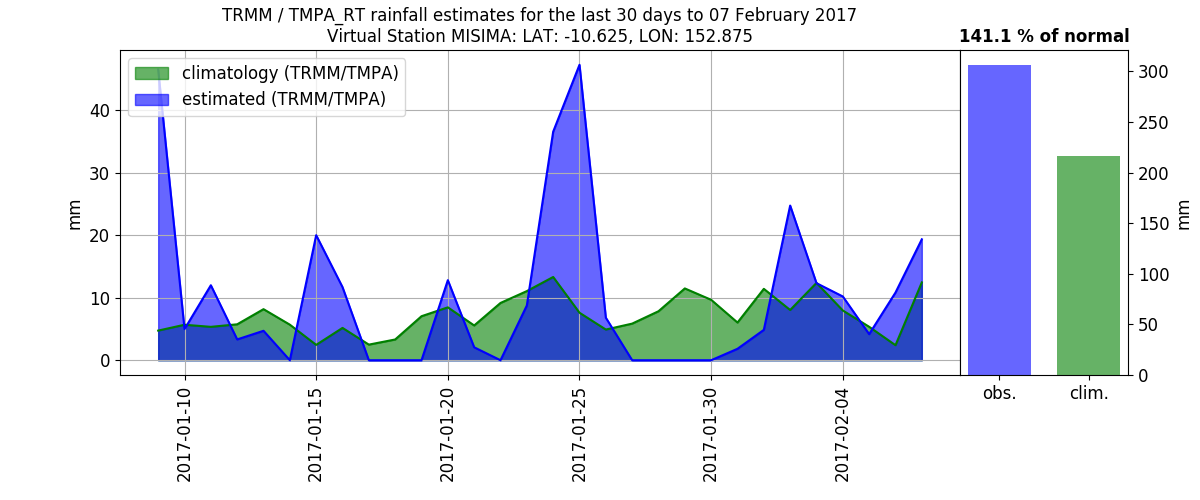 TRMM / TMPA_RT rainfall estimates for the last 30 days to 07 February 2017
Virtual Station MISIMA: LAT: -10.625, LON: 152.875
141.1 % of normal
climatology (TRMM/TMPA)
estimated (TRMM/TMPA)
mm
40
30
20
10
0
2017-01-10
2017-01-15
2017-01-20
2017-01-25
2017-01-30
2017-02-04
300
250
200
150
100
50
0
mm
obs.
clim.